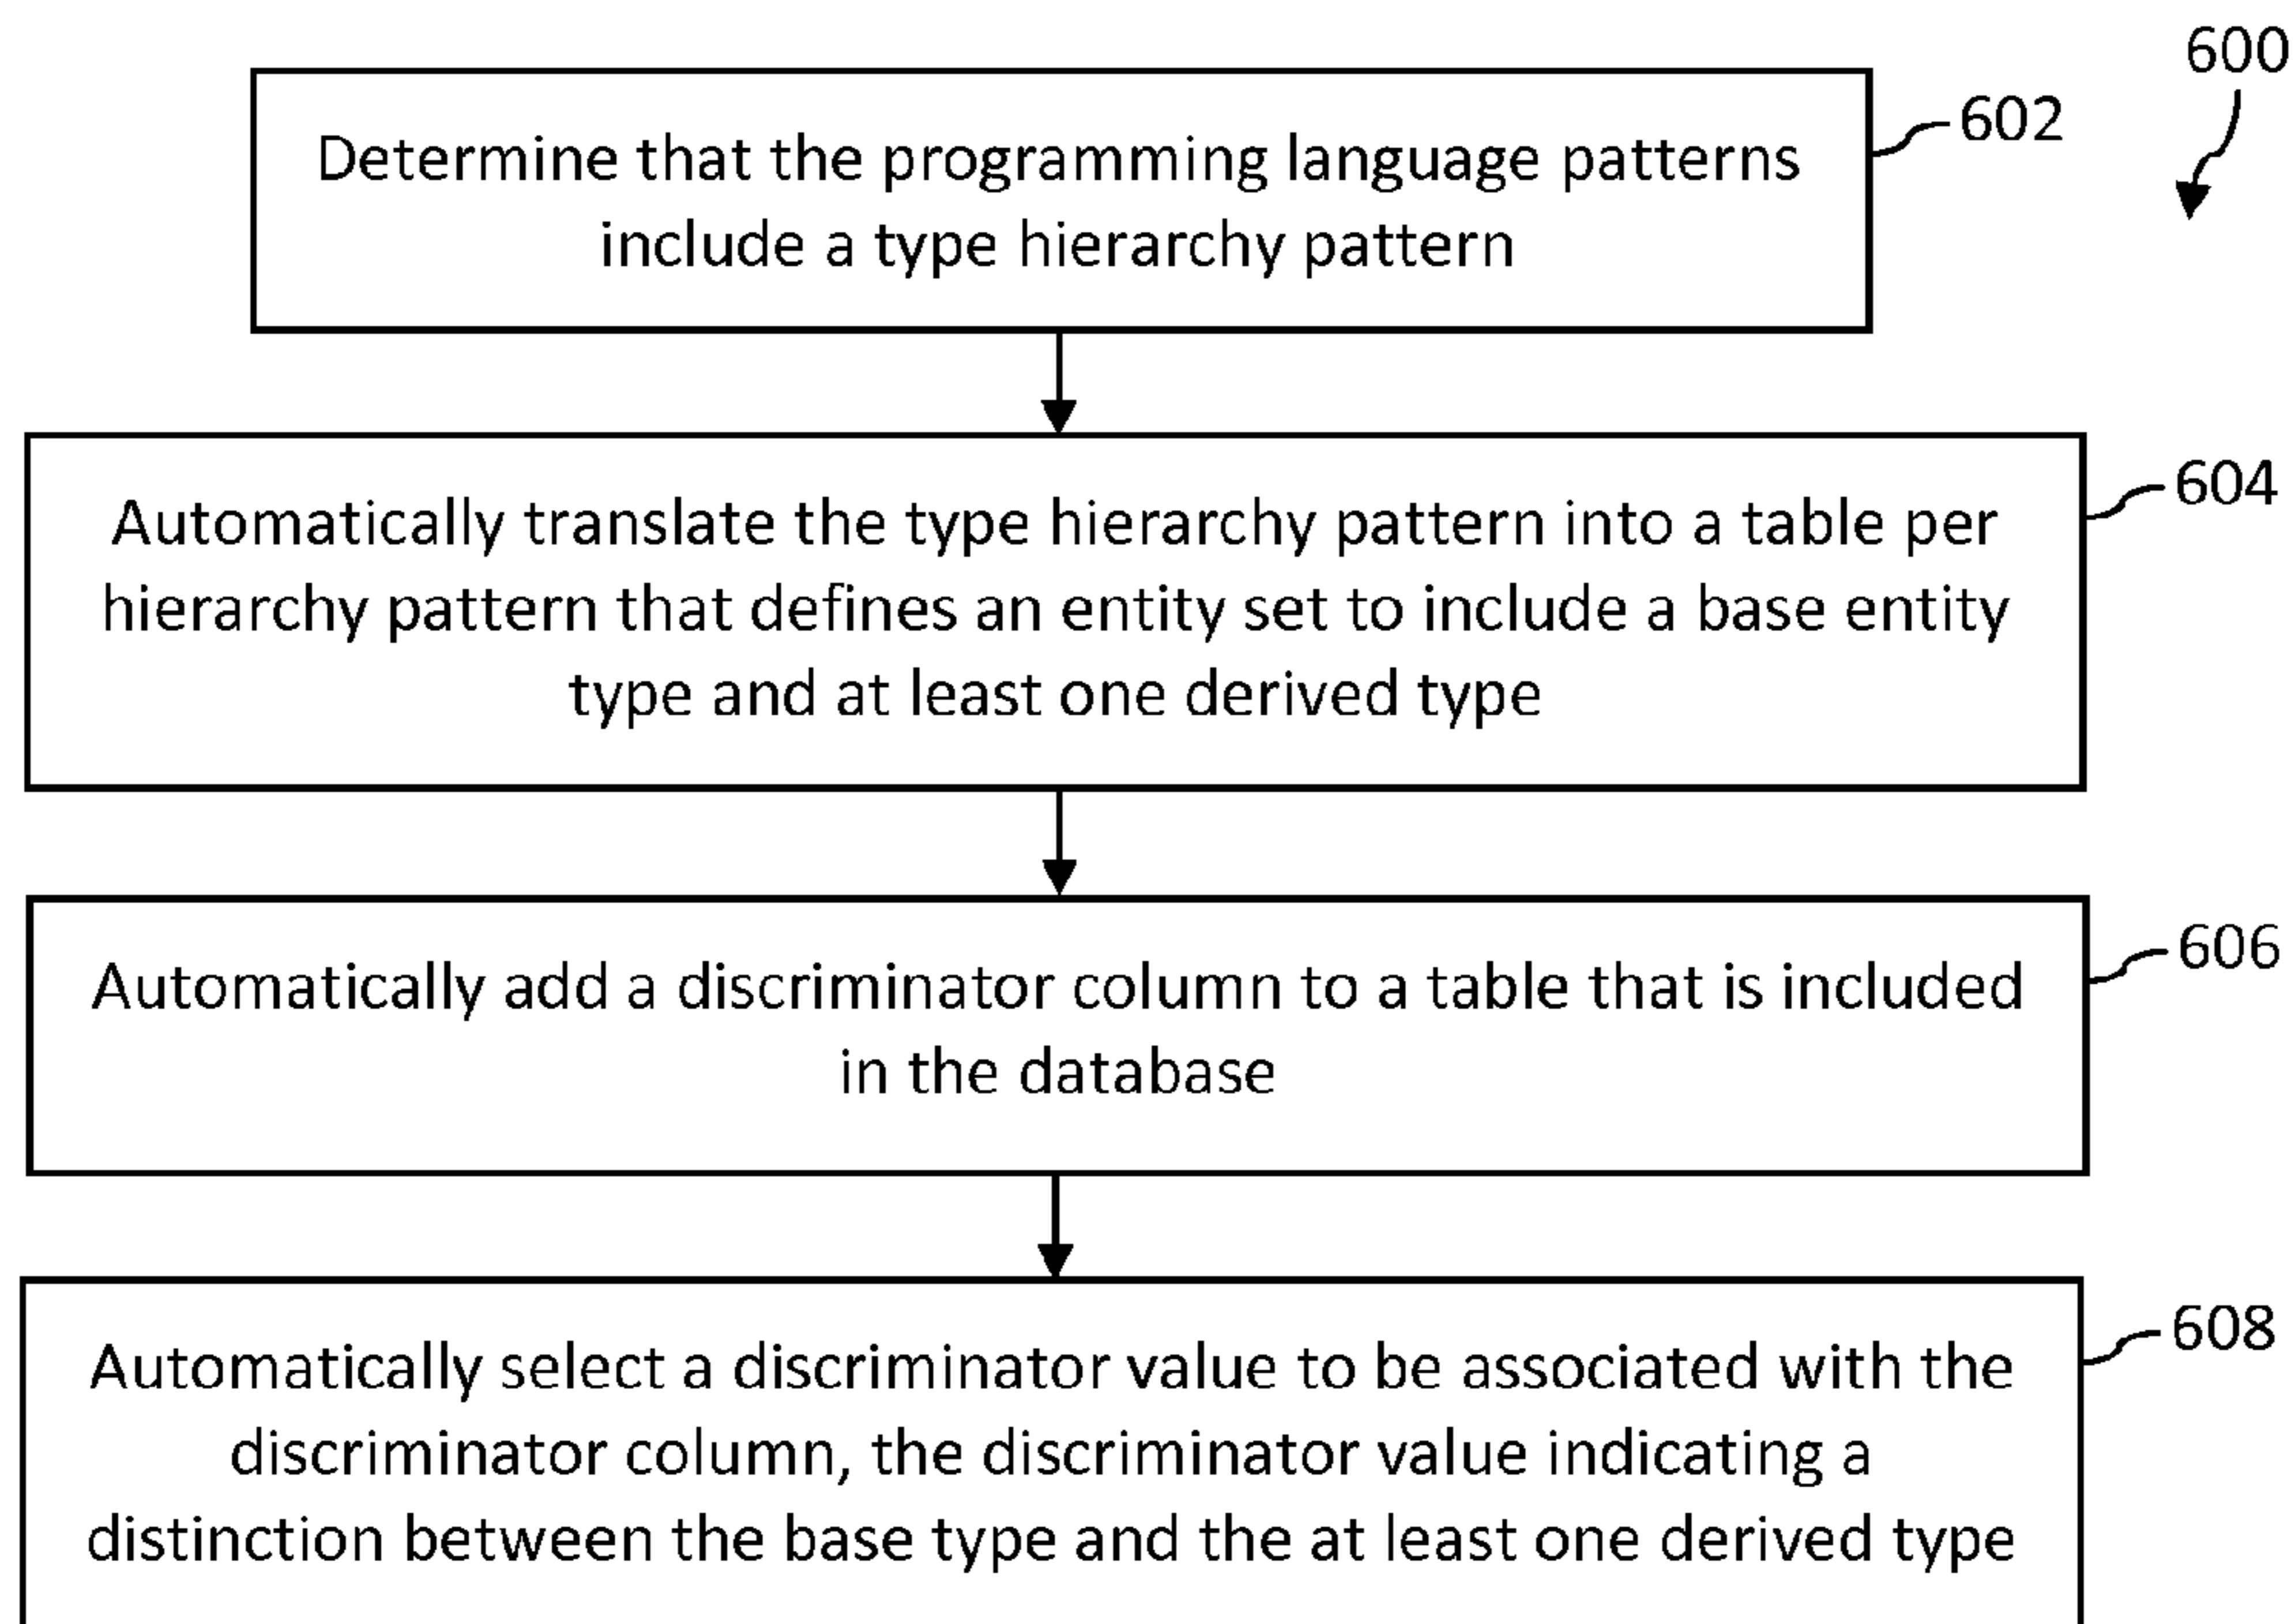 600
602
Determine that the programming language patterns
include a type hierarchy pattern
604
Automatically translate the type hierarchy pattern into a table per
hierarchy pattern that defines an entity set to include a base entity
type and at least one derived type
606
Automatically add a discriminator column to a table that is included
in the database
608
Automatically select a discriminator value to be associated with the
discriminator column, the discriminator value indicating a
distinction between the base type and the at least one derived type